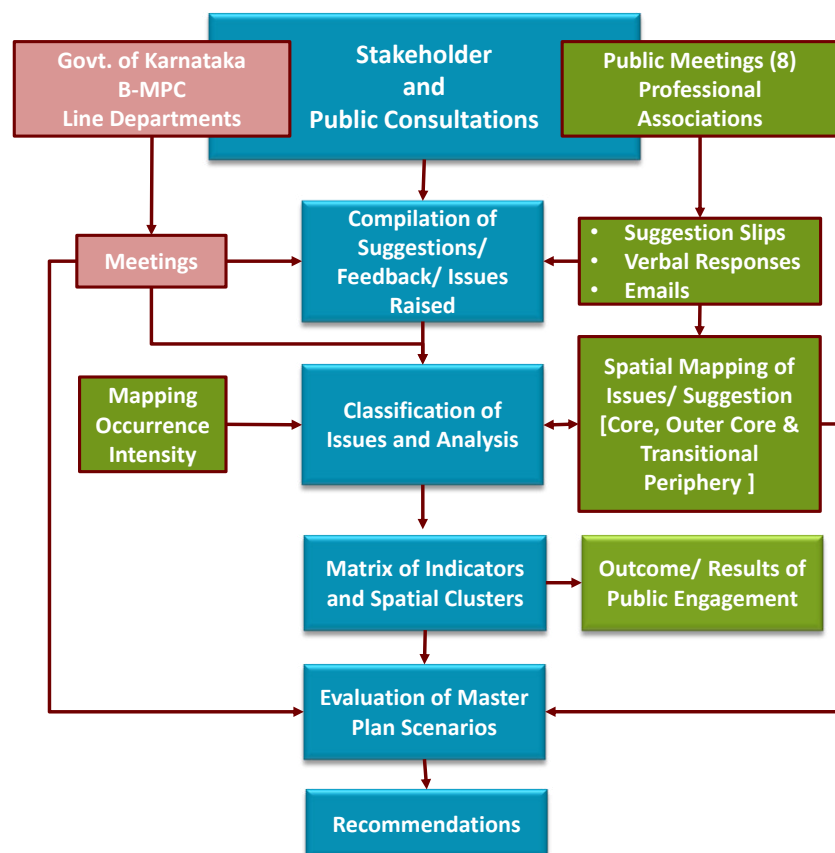 Govt. of Karnataka
B-MPC
Line Departments
Stakeholder
and
Public Consultations
Public Meetings (8)
Professional
Associations
Meetings
Compilation of
Suggestions/
Feedback/ Issues
Raised
• Suggestion Slips
• Verbal Responses
• Emails
Mapping
Occurrence
Intensity
Classification of
Issues and Analysis
Spatial Mapping of
Issues/ Suggestion
[Core, Outer Core &
Transitional
Periphery ]
Matrix of Indicators
and Spatial Clusters
Outcome/ Results of
Public Engagement
Evaluation of Master
Plan Scenarios
Recommendations